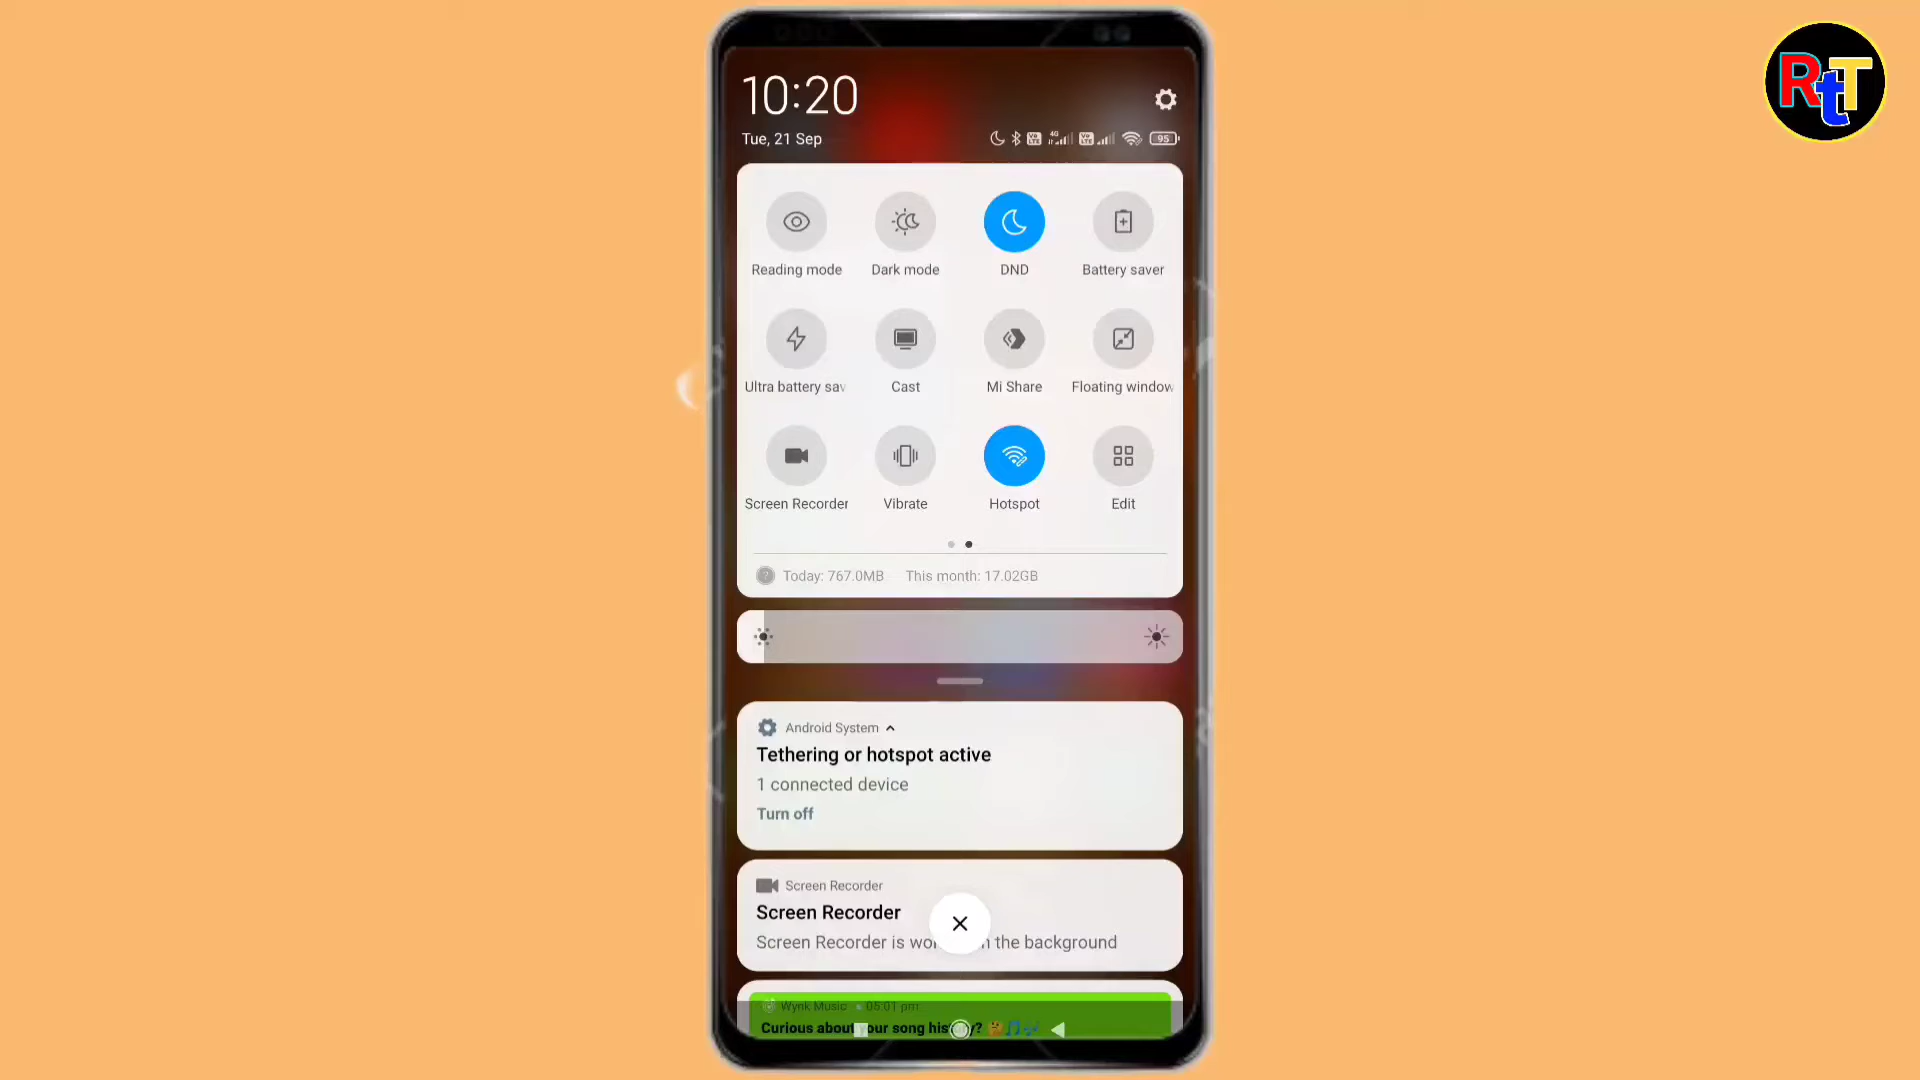 RtT
10:20
Tue, 21 Sep
4G
95
Reading mode
Dark mode
DND
Battery saver
Ultra battery sav
Cast
Mi Share
Floating window
Screen Recorder
Vibrate
Hotspot
Edit
Today: 767.0MB This month: 17.02GB
Android System
Tethering or hotspot active
1 connected device
Turn off
Screen Recorder
Screen Recorder
Screen Recorder is wor n the background
Wynk Music • 05:01 pm
Curious about your song his y? 🤔🎵🎶